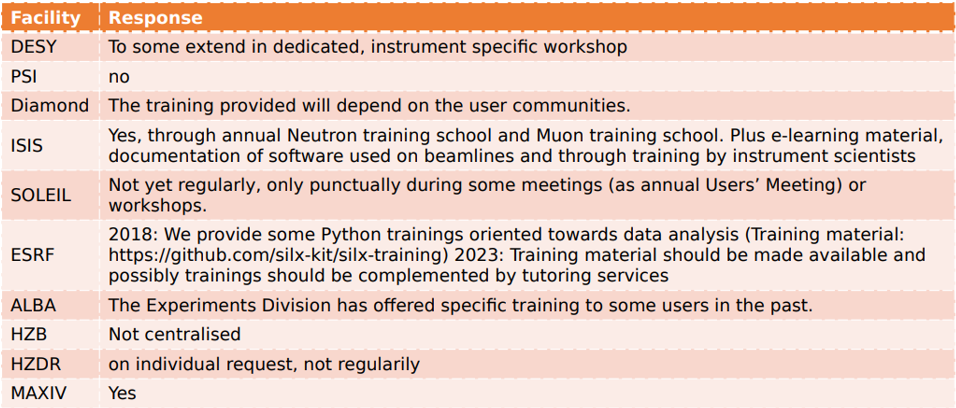 Facility Response
DESY To some extend in dedicated, instrument specific workshop
PSI no
Diamond The training provided will depend on the user communities.
ISIS Yes, through annual Neutron training school and Muon training school. Plus e-learning material,
documentation of software used on beamlines and through training by instrument scientists
SOLEIL Not yet regularly, only punctually during some meetings (as annual Users’ Meeting) or
workshops.
ESRF 2018: We provide some Python trainings oriented towards data analysis (Training material:
https://github.com/silx-kit/silx-training) 2023: Training material should be made available and
possibly trainings should be complemented by tutoring services
ALBA The Experiments Division has offered specific training to some users in the past.
HZB Not centralised
HZDR on individual request, not regularily
MAXIV Yes